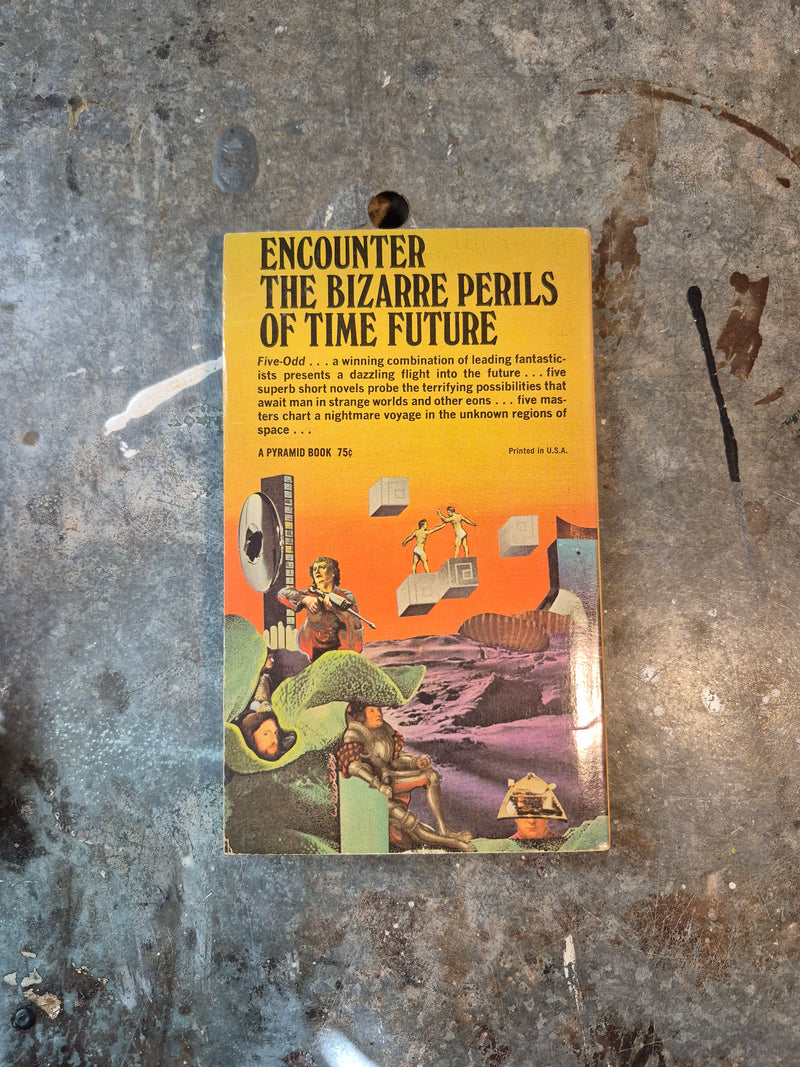 ENCOUNTER
THE BIZARRE PERILS
OF TIME FUTURE
Five-Odd . . . a winning combination of leading fantastic-
ists presents a dazzling flight into the future . . . five
superb short novels probe the terrifying possibilities that
await man in strange worlds and other eons . . . five mas-
ters chart a nightmare voyage in the unknown regions of
space . . .
A PYRAMID BOOK 75¢ Printed in U.S.A.